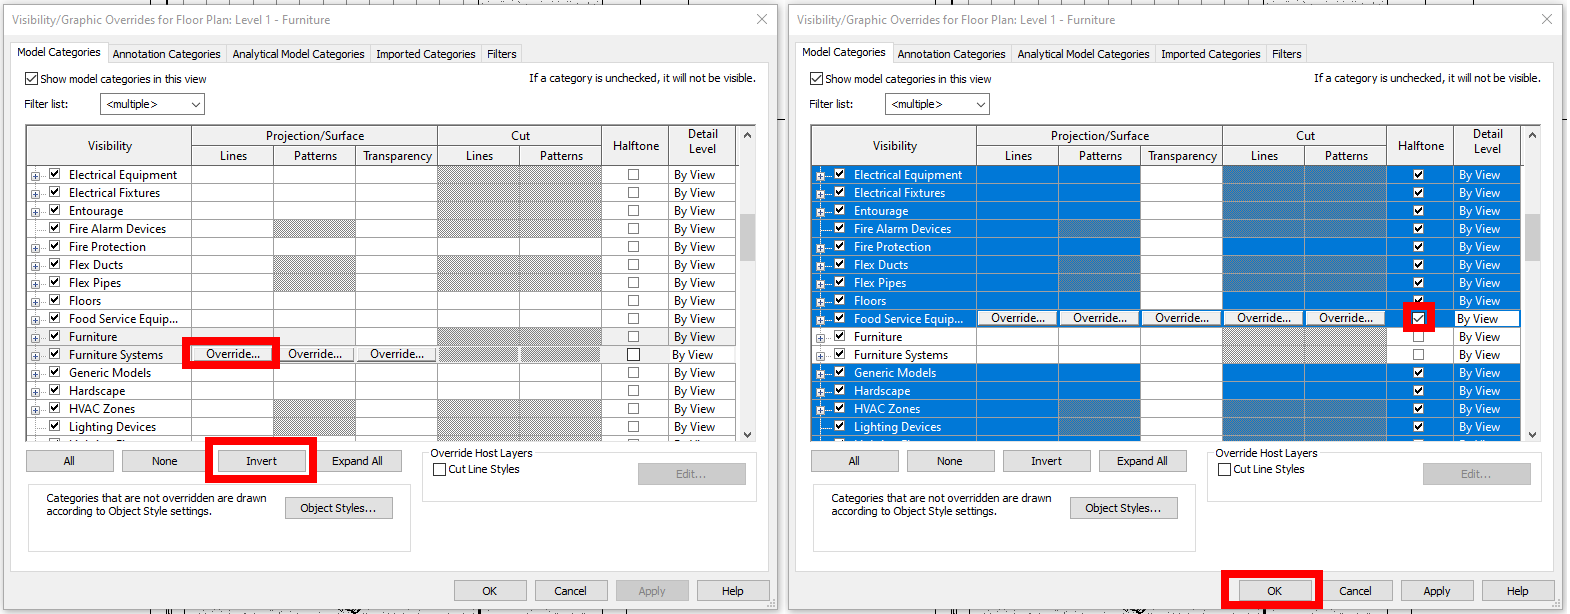 Visibility/Graphic Overrides for Floor Plan: Level 1 - Furniture
Model Categories Annotation Categories Analytical Model Categories Imported Categories Filters
Show model categories in this view If a category is unchecked, it will not be visible.
Filter list: <multiple>
Visibility Projection/Surface Cut Halftone Detail Level
Lines Patterns Transparency Lines Patterns
Electrical Equipment By View
Electrical Fixtures By View
Entourage By View
Fire Alarm Devices By View
Fire Protection By View
Flex Ducts By View
Flex Pipes By View
Floors By View
Food Service Equip... By View
Furniture By View
Furniture Systems Override... Override... Override... By View
Generic Models By View
Hardscape By View
HVAC Zones By View
Lighting Devices By View
All None Invert Expand All
Override Host Layers
Cut Line Styles Edit...
Categories that are not overridden are drawn
according to Object Style settings.
Object Styles...
OK Cancel Apply Help
Visibility/Graphic Overrides for Floor Plan: Level 1 - Furniture
Model Categories Annotation Categories Analytical Model Categories Imported Categories Filters
Show model categories in this view If a category is unchecked, it will not be visible.
Filter list: <multiple>
Visibility Projection/Surface Cut Halftone Detail Level
Lines Patterns Transparency Lines Patterns
Electrical Equipment By View
Electrical Fixtures By View
Entourage By View
Fire Alarm Devices By View
Fire Protection By View
Flex Ducts By View
Flex Pipes By View
Floors By View
Food Service Equip... Override... Override... Override... Override... Override... By View
Furniture By View
Furniture Systems By View
Generic Models By View
Hardscape By View
HVAC Zones By View
Lighting Devices By View
All None Invert Expand All
Override Host Layers
Cut Line Styles Edit...
Categories that are not overridden are drawn
according to Object Style settings.
Object Styles...
OK Cancel Apply Help